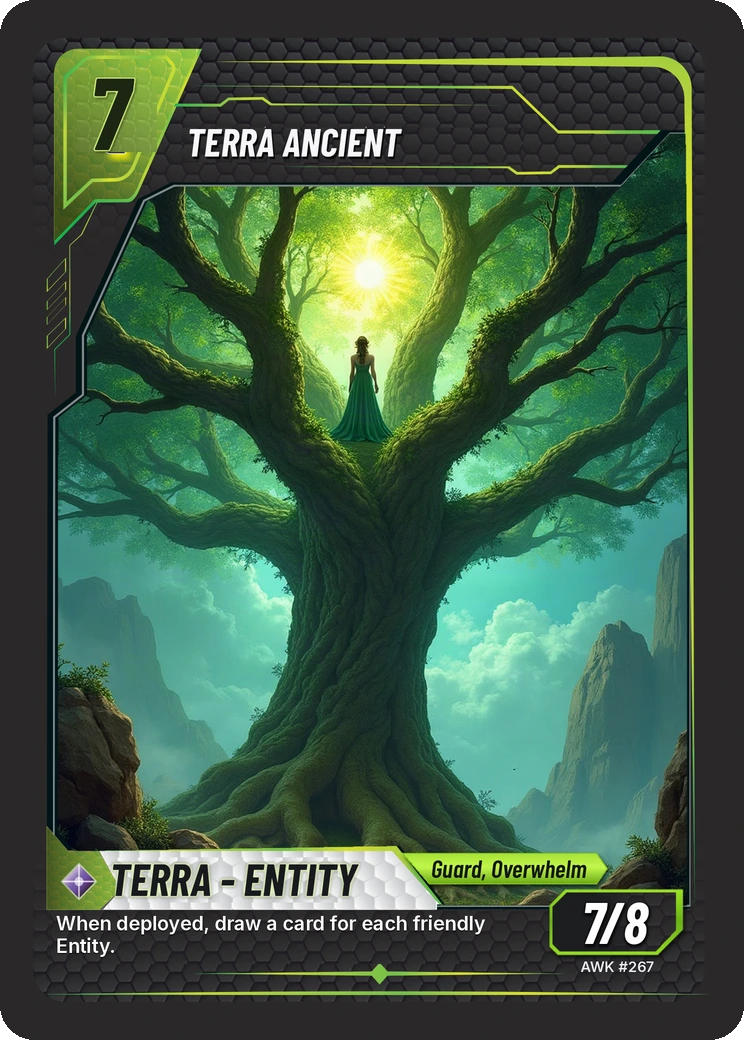 7
TERRA ANCIENT
TERRA - ENTITY
Guard, Overwhelm
When deployed, draw a card for each friendly
Entity.
7/8
AWK #267